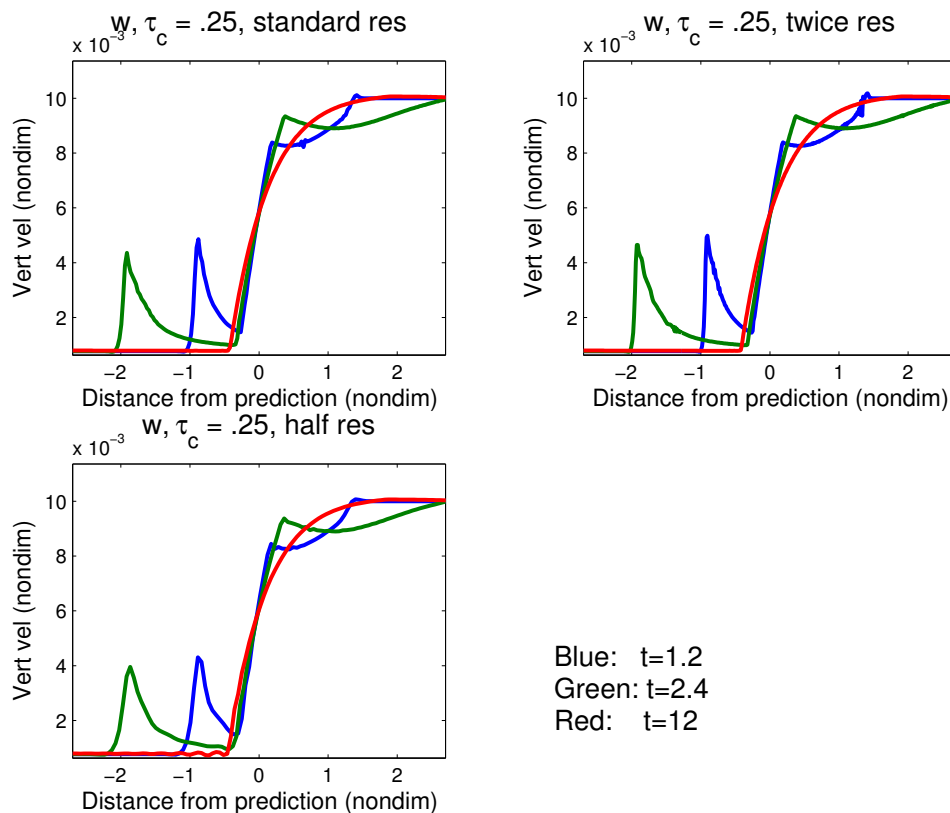 w, τc = .25, standard res
x 10−3
10
8
6
4
2
Vert vel (nondim)
−2 −1 0 1 2
Distance from prediction (nondim)
w, τc = .25, twice res
x 10−3
10
8
6
4
2
Vert vel (nondim)
−2 −1 0 1 2
Distance from prediction (nondim)
w, τc = .25, half res
x 10−3
10
8
6
4
2
Vert vel (nondim)
−2 −1 0 1 2
Distance from prediction (nondim)
Blue: t=1.2
Green: t=2.4
Red: t=12